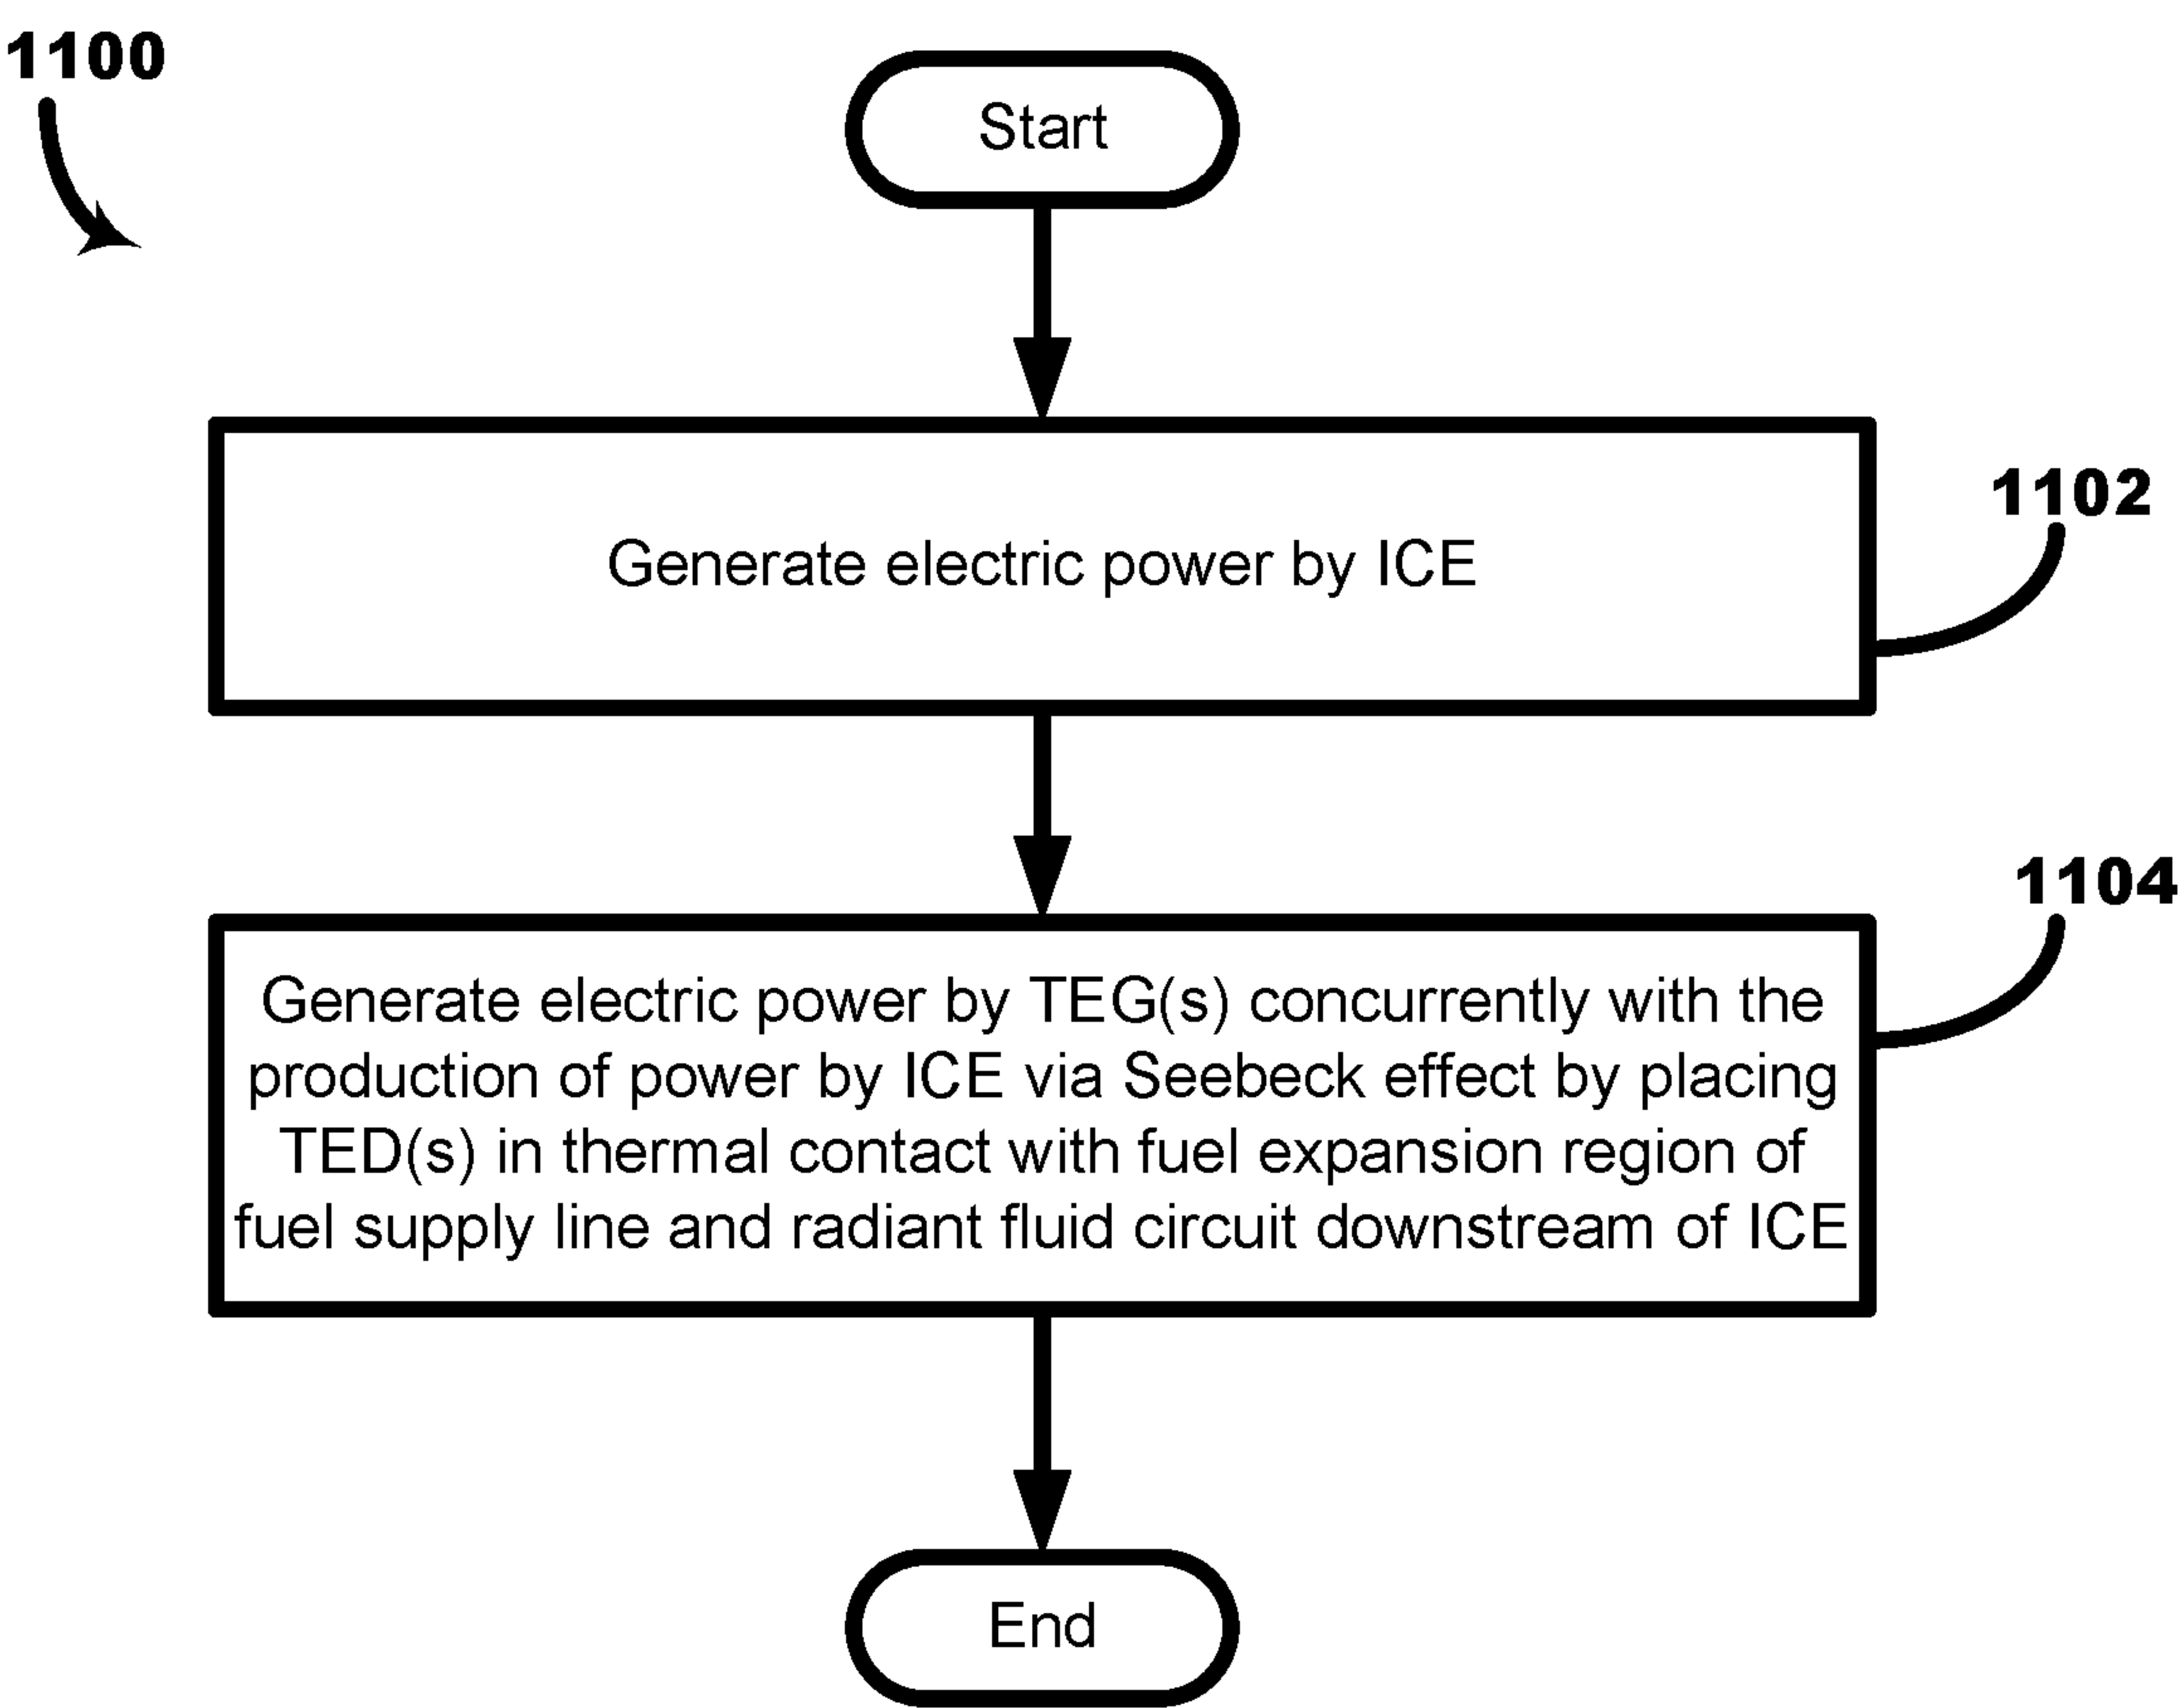 1100
Start
Generate electric power by ICE
1102
1104
Generate electric power by TEG(s) concurrently with the
production of power by ICE via Seebeck effect by placing
TED(s) in thermal contact with fuel expansion region of
fuel supply line and radiant fluid circuit downstream of ICE
End